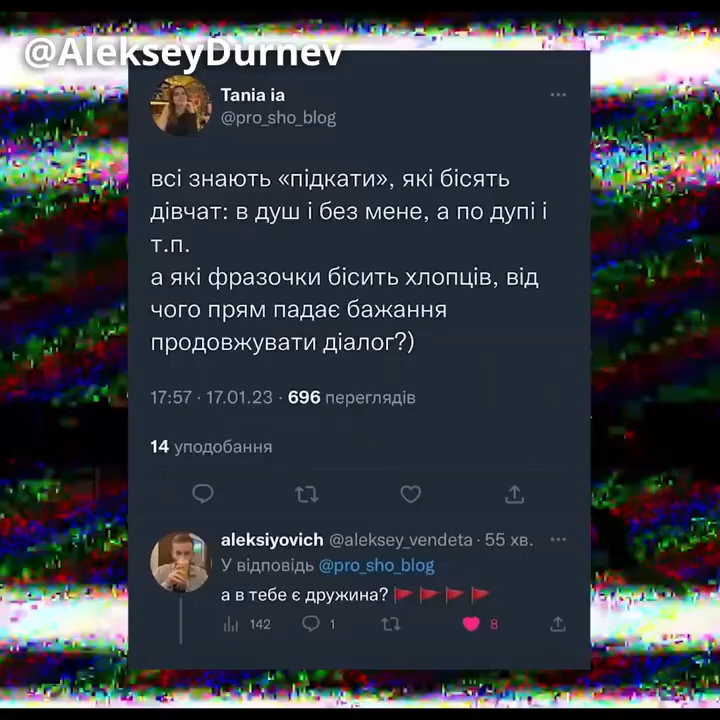 @AlekseyDurnev
Tania ia
@pro_sho_blog
всі знають «підкати», які бісять
дівчат: в душ і без мене, а по дупі і
т.п.
а які фразочки бісить хлопців, від
чого прям падає бажання
продовжувати діалог?)
17:57 · 17.01.23 · 696 переглядів
14 уподобання
aleksiyovich @aleksey_vendeta · 55 хв.
У відповідь @pro_sho_blog
а в тебе є дружина? 🚩🚩🚩🚩
142 1 8